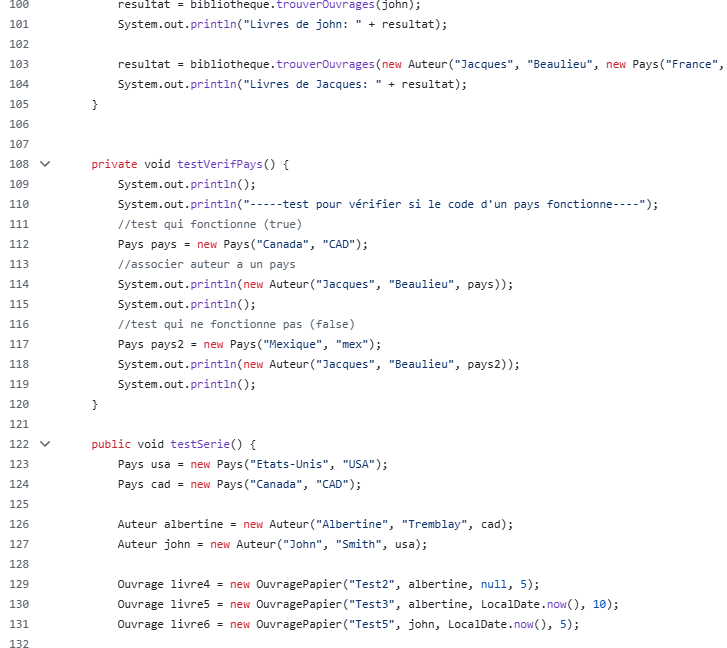 100 resultat = bibliotheque.trouverOuvrages(john);
101 System.out.println("Livres de john: " + resultat);
102
103 resultat = bibliotheque.trouverOuvrages(new Auteur("Jacques", "Beaulieu", new Pays("France",
104 System.out.println("Livres de Jacques: " + resultat);
105 }
106
107
108 private void testVerifPays() {
109 System.out.println();
110 System.out.println("-----test pour vérifier si le code d'un pays fonctionne----");
111 //test qui fonctionne (true)
112 Pays pays = new Pays("Canada", "CAD");
113 //associer auteur a un pays
114 System.out.println(new Auteur("Jacques", "Beaulieu", pays));
115 System.out.println();
116 //test qui ne fonctionne pas (false)
117 Pays pays2 = new Pays("Mexique", "mex");
118 System.out.println(new Auteur("Jacques", "Beaulieu", pays2));
119 System.out.println();
120 }
121
122 public void testSerie() {
123 Pays usa = new Pays("Etats-Unis", "USA");
124 Pays cad = new Pays("Canada", "CAD");
125
126 Auteur albertine = new Auteur("Albertine", "Tremblay", cad);
127 Auteur john = new Auteur("John", "Smith", usa);
128
129 Ouvrage livre4 = new OuvragePapier("Test2", albertine, null, 5);
130 Ouvrage livre5 = new OuvragePapier("Test3", albertine, LocalDate.now(), 10);
131 Ouvrage livre6 = new OuvragePapier("Test5", john, LocalDate.now(), 5);
132